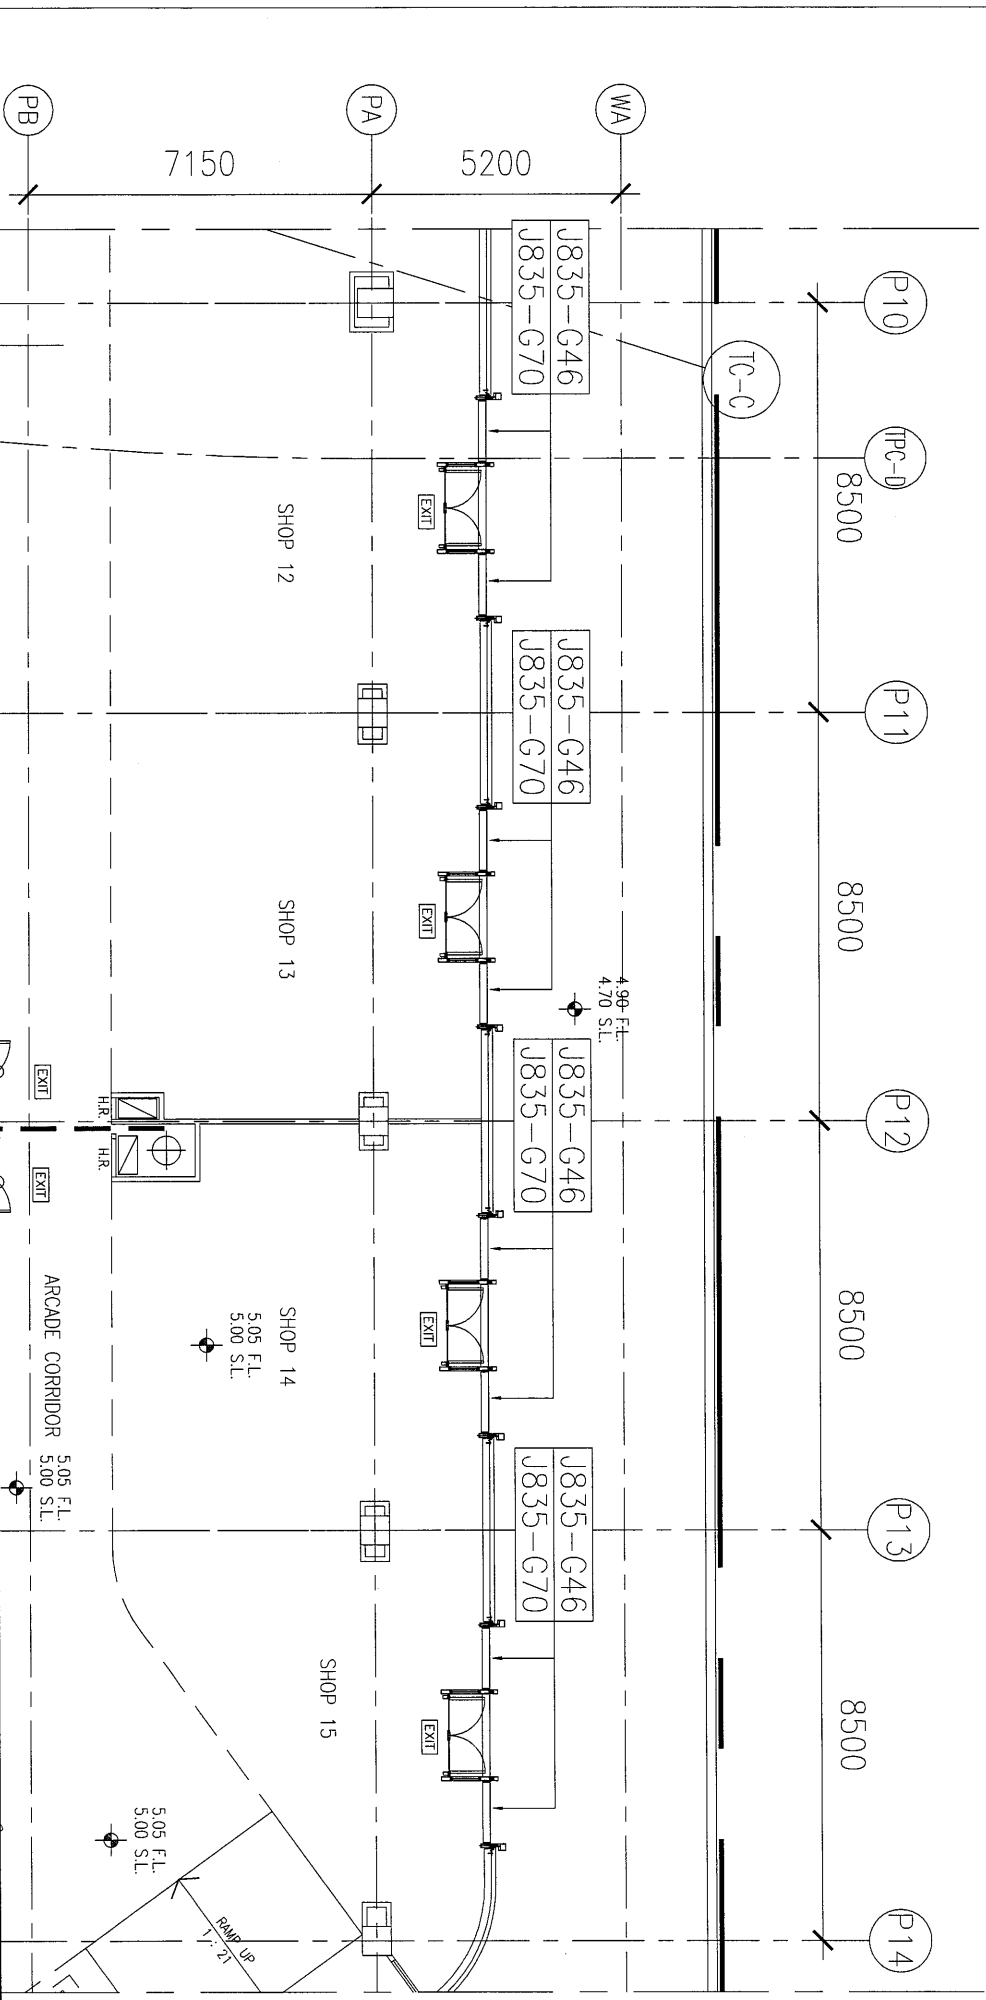 PB
PA
WA
7150
5200
P10
TC-C
TPC-D
8500
P11
8500
P12
8500
P13
8500
P14
J835-G46
J835-G70
J835-G46
J835-G70
J835-G46
J835-G70
J835-G46
J835-G70
EXIT
SHOP 12
EXIT
SHOP 13
4.90 F.L.
4.70 S.L.
EXIT
EXIT
H.R.
H.R.
EXIT
SHOP 14
5.05 F.L.
5.00 S.L.
ARCADE CORRIDOR
5.05 F.L.
5.00 S.L.
EXIT
SHOP 15
5.05 F.L.
5.00 S.L.
RAMP UP
1 : 21